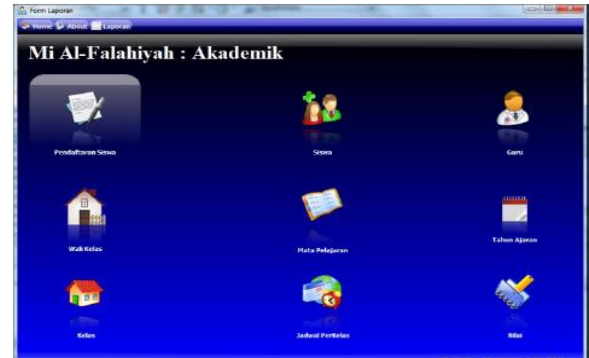 Form Laporan
Home About Laporan
Mi Al-Falahiyah : Akademik
Pendaftaran Siswa
Siswa
Guru
Wali Kelas
Mata Pelajaran
Tahun Ajaran
Kelas
Jadwal PerKelas
Nilai